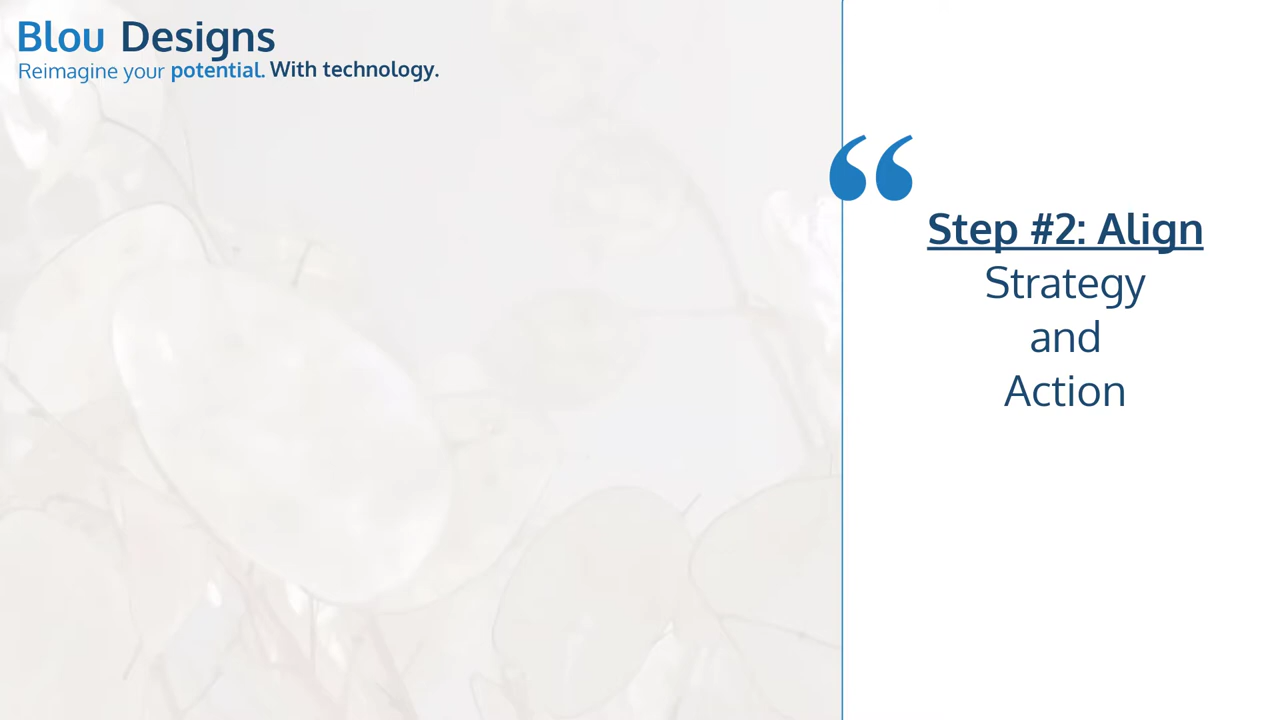 Blou Designs
Reimagine your potential. With technology.
“
Step #2: Align
Strategy
and
Action